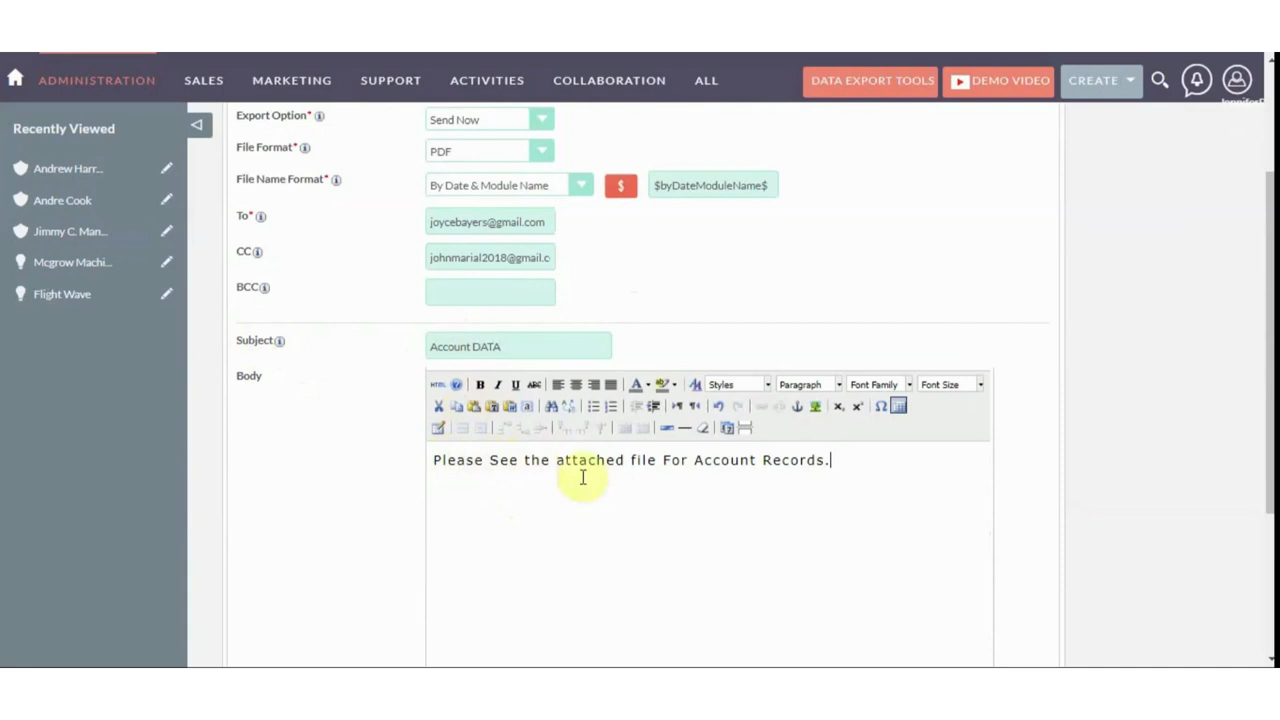 ADMINISTRATION SALES MARKETING SUPPORT ACTIVITIES COLLABORATION ALL DATA EXPORT TOOLS DEMO VIDEO CREATE
Recently Viewed
Andrew Harr...
Andre Cook
Jimmy C. Man...
Mcgrow Machi...
Flight Wave
Export Option* Send Now
File Format* PDF
File Name Format* By Date & Module Name $ $byDateModuleName$
To* joycebayers@gmail.com
CC johnmarial2018@gmail.c
BCC
Subject Account DATA
Body
HTML B I U ABC A Styles Paragraph Font Family Font Size
Please See the attached file For Account Records.